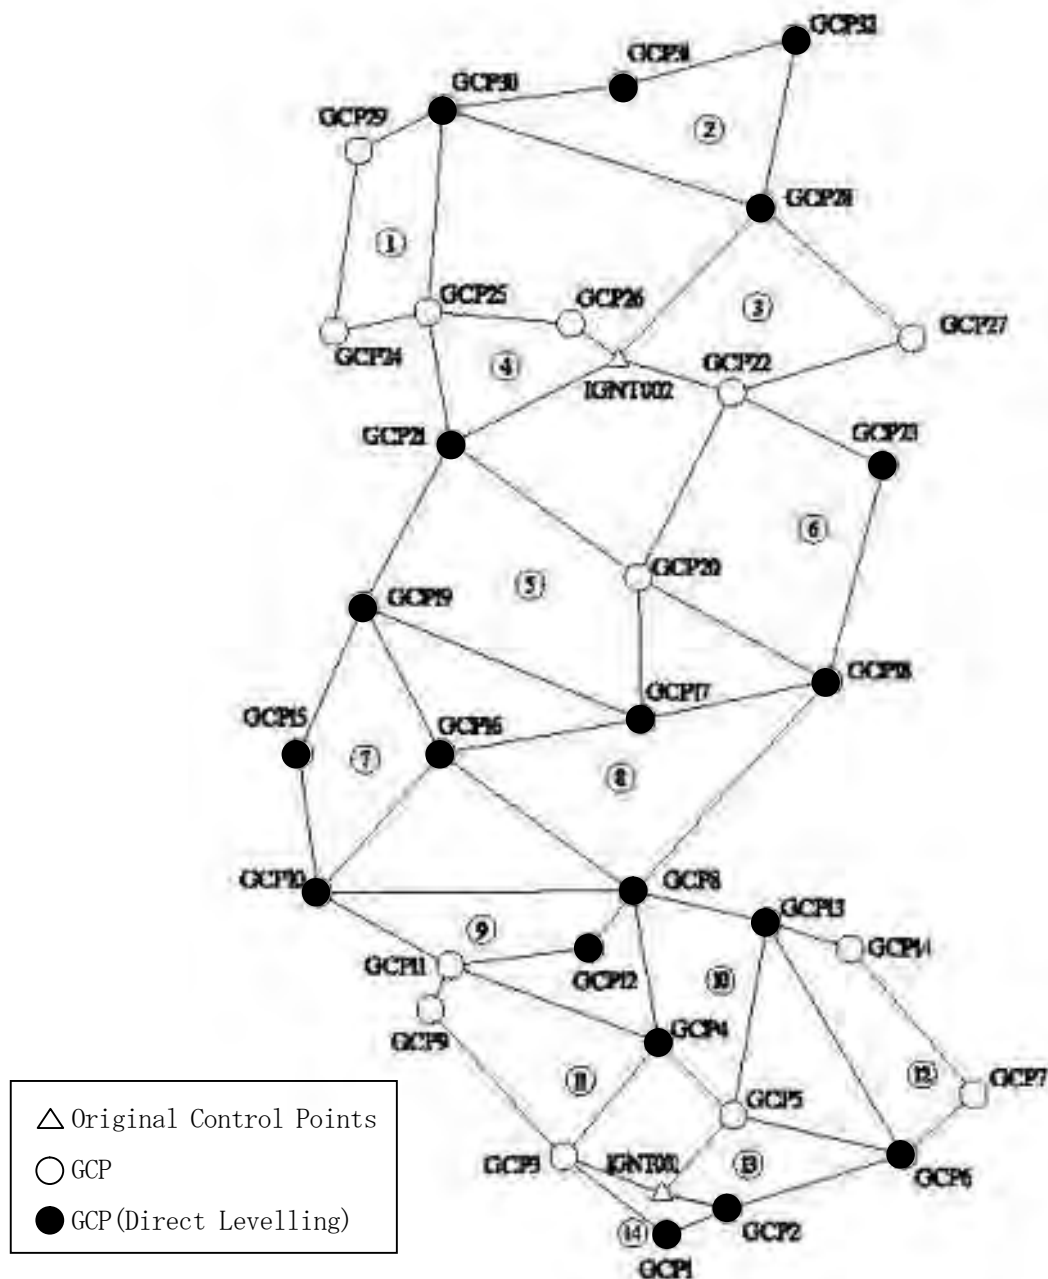 GCP32
GCP31
GCP30
GCP29
②
GCP28
①
GCP25
GCP26
③
GCP27
GCP24
④
GCP22
IGNT002
GCP21
GCP23
⑥
GCP20
⑤
GCP19
GCP18
GCP17
GCP15
GCP16
⑦
⑧
GCP10
GCP8
GCP13
⑨
GCP14
GCP11
GCP12
⑩
GCP4
GCP9
⑪
⑫
GCP7
GCP5
GCP3
IGNT001
⑬
GCP6
⑭
GCP2
GCP1
Original Control Points
GCP
GCP(Direct Levelling)